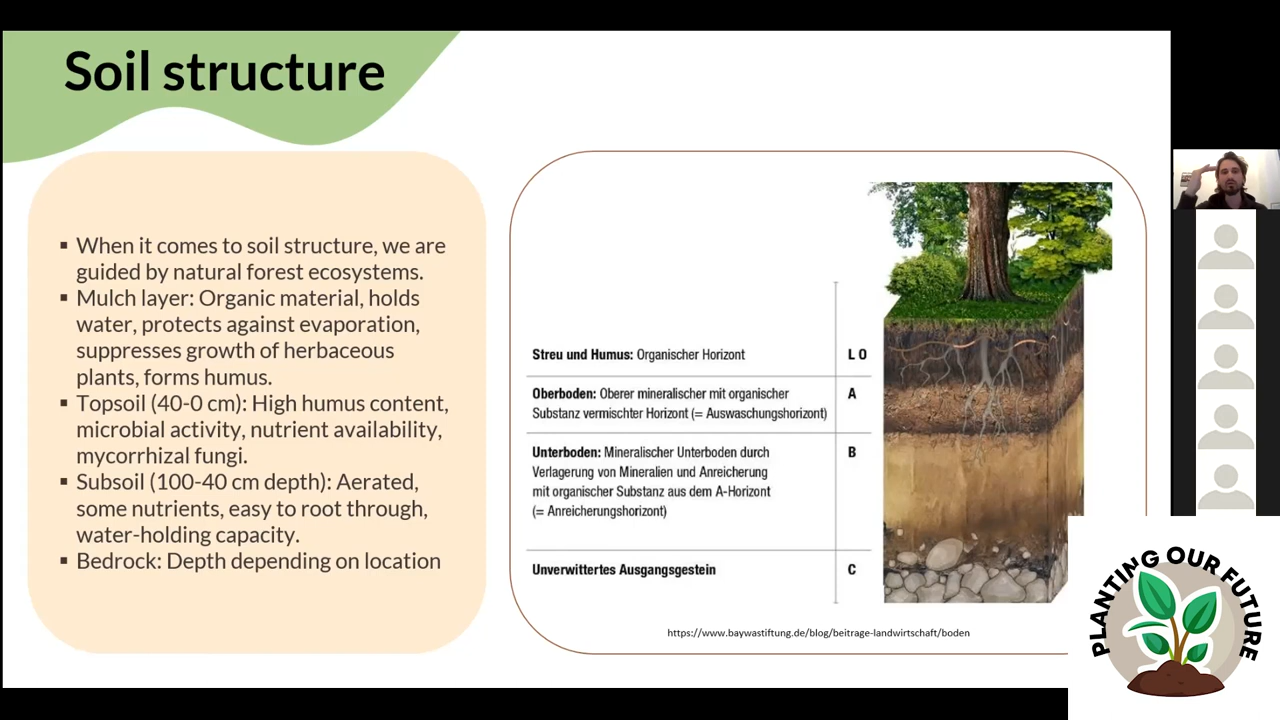 Soil structure
▪ When it comes to soil structure, we are
guided by natural forest ecosystems.
▪ Mulch layer: Organic material, holds
water, protects against evaporation,
suppresses growth of herbaceous
plants, forms humus.
▪ Topsoil (40-0 cm): High humus content,
microbial activity, nutrient availability,
mycorrhizal fungi.
▪ Subsoil (100-40 cm depth): Aerated,
some nutrients, easy to root through,
water-holding capacity.
▪ Bedrock: Depth depending on location
Streu und Humus: Organischer Horizont
L O
Oberboden: Oberer mineralischer mit organischer
Substanz vermischter Horizont (= Auswaschungshorizont)
A
Unterboden: Mineralischer Unterboden durch
Verlagerung von Mineralien und Anreicherung
mit organischer Substanz aus dem A-Horizont
(= Anreicherungshorizont)
B
Unverwittertes Ausgangsgestein
C
https://www.baywastiftung.de/blog/beitrage-landwirtschaft/boden
PLANTING OUR FUTURE